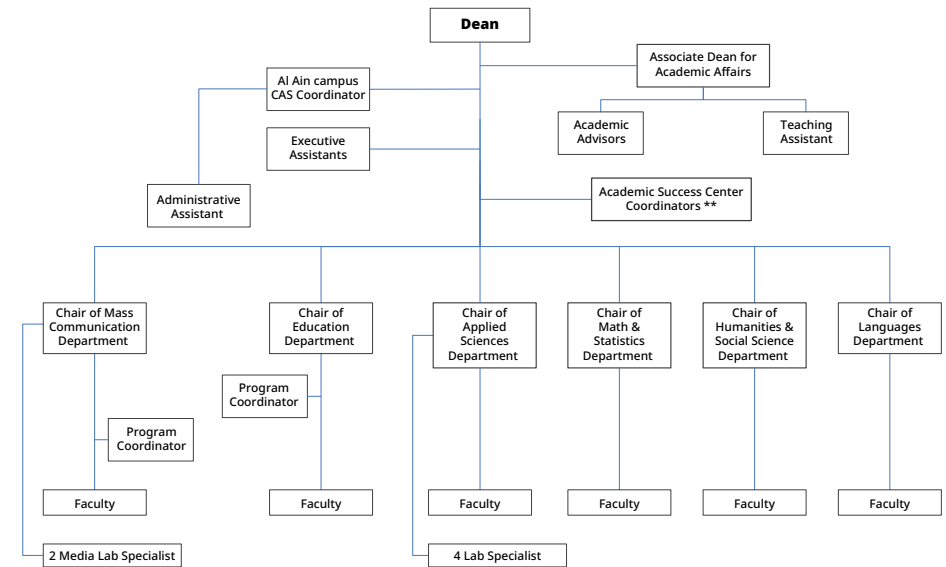 Dean
Associate Dean for
Academic Affairs
Al Ain campus
CAS Coordinator
Academic
Advisors
Teaching
Assistant
Executive
Assistants
Administrative
Assistant
Academic Success Center
Coordinators **
Chair of Mass
Communication
Department
Chair of
Education
Department
Chair of
Applied
Sciences
Department
Chair of
Math &
Statistics
Department
Chair of
Humanities &
Social Science
Department
Chair of
Languages
Department
Program
Coordinator
Program
Coordinator
Faculty
Faculty
Faculty
Faculty
Faculty
Faculty
2 Media Lab Specialist
4 Lab Specialist